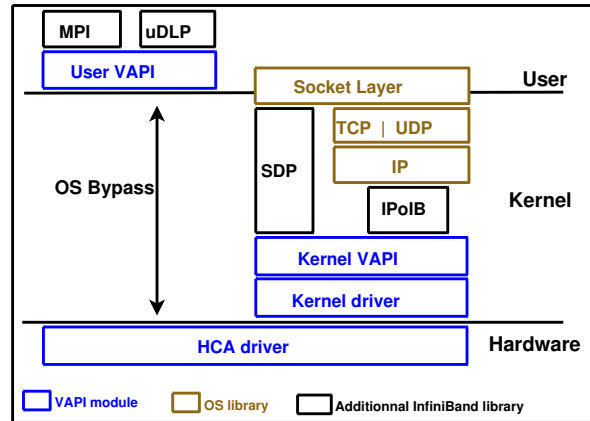 MPI
uDLP
User VAPI
User
Socket Layer
TCP | UDP
SDP
IP
OS Bypass
IPoIB
Kernel
Kernel VAPI
Kernel driver
Hardware
HCA driver
VAPI module
OS library
Additionnal InfiniBand library